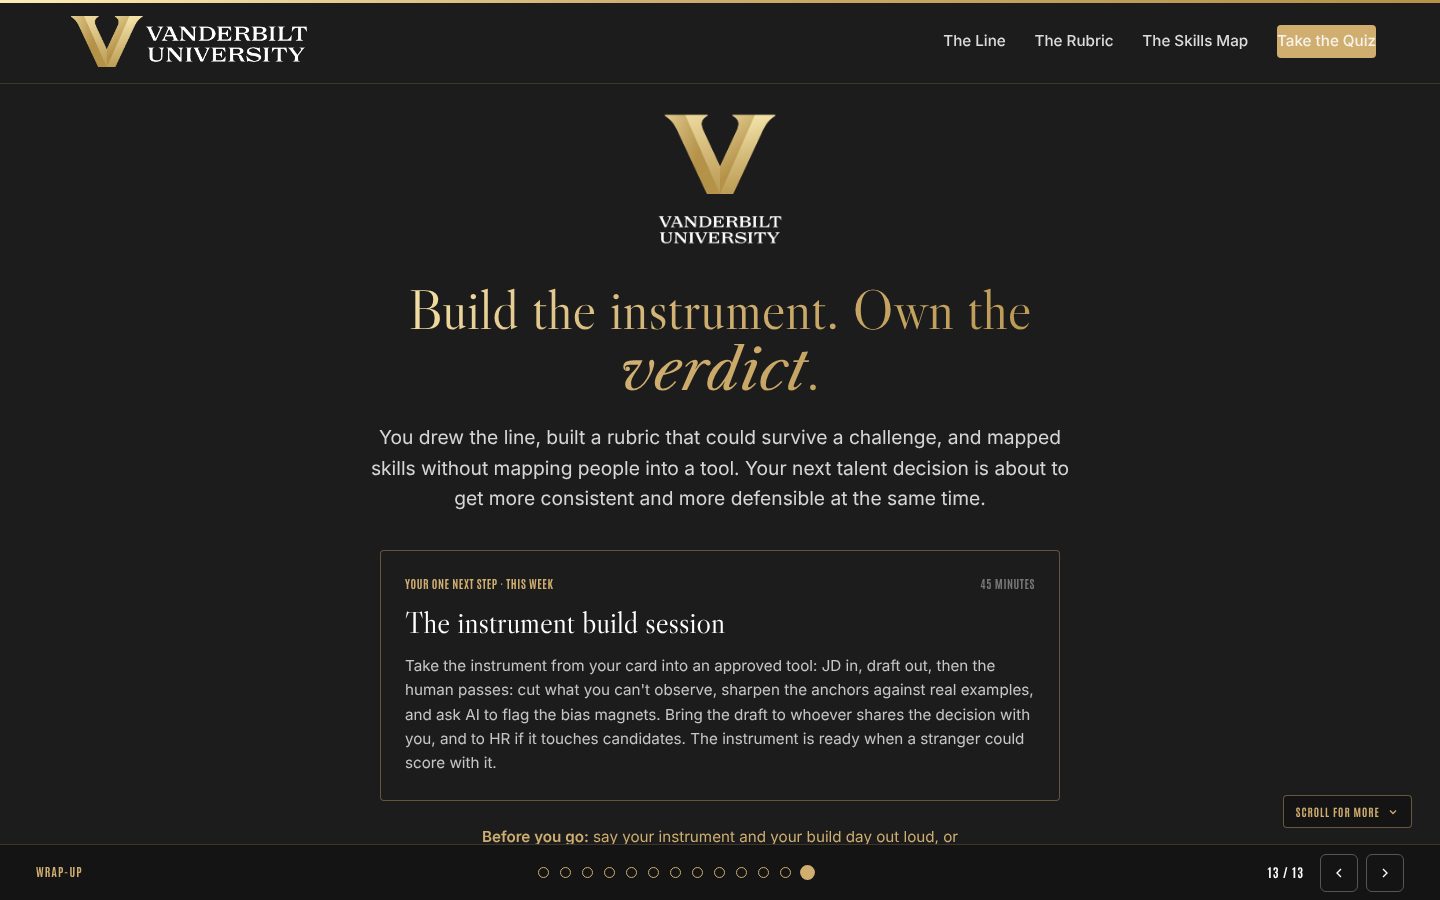 VANDERBILT
UNIVERSITY
The Line
The Rubric
The Skills Map
Take the Quiz
VANDERBILT
UNIVERSITY
Build the instrument. Own the
verdict.
You drew the line, built a rubric that could survive a challenge, and mapped
skills without mapping people into a tool. Your next talent decision is about to
get more consistent and more defensible at the same time.
YOUR ONE NEXT STEP · THIS WEEK
45 MINUTES
The instrument build session
Take the instrument from your card into an approved tool: JD in, draft out, then the
human passes: cut what you can't observe, sharpen the anchors against real examples,
and ask AI to flag the bias magnets. Bring the draft to whoever shares the decision with
you, and to HR if it touches candidates. The instrument is ready when a stranger could
score with it.
SCROLL FOR MORE
Before you go: say your instrument and your build day out loud, or
WRAP-UP
13 / 13